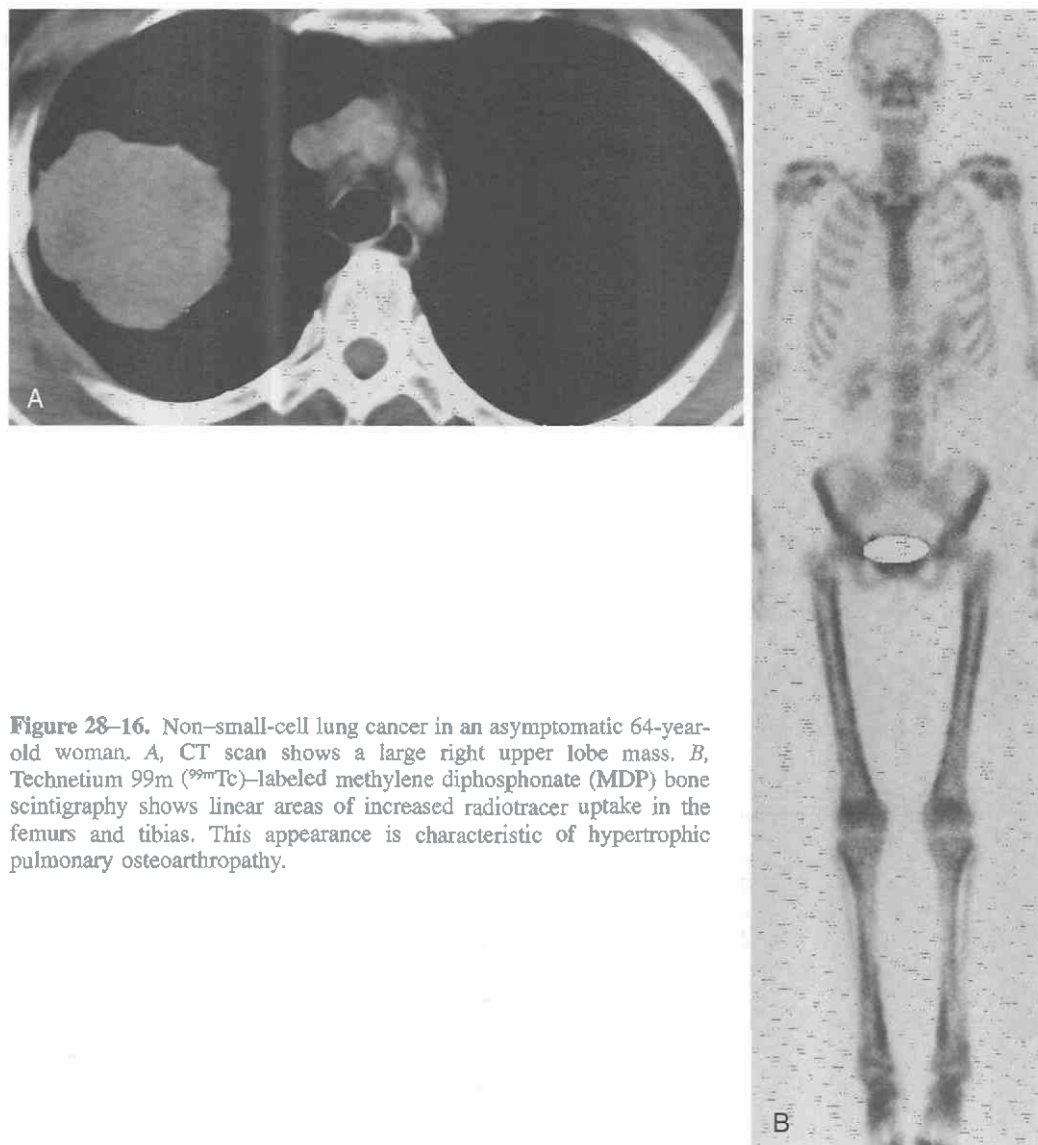 A
B
Figure 28–16. Non–small-cell lung cancer in an asymptomatic 64-year-
old woman. A, CT scan shows a large right upper lobe mass. B,
Technetium 99m (99mTc)–labeled methylene diphosphonate (MDP) bone
scintigraphy shows linear areas of increased radiotracer uptake in the
femurs and tibias. This appearance is characteristic of hypertrophic
pulmonary osteoarthropathy.